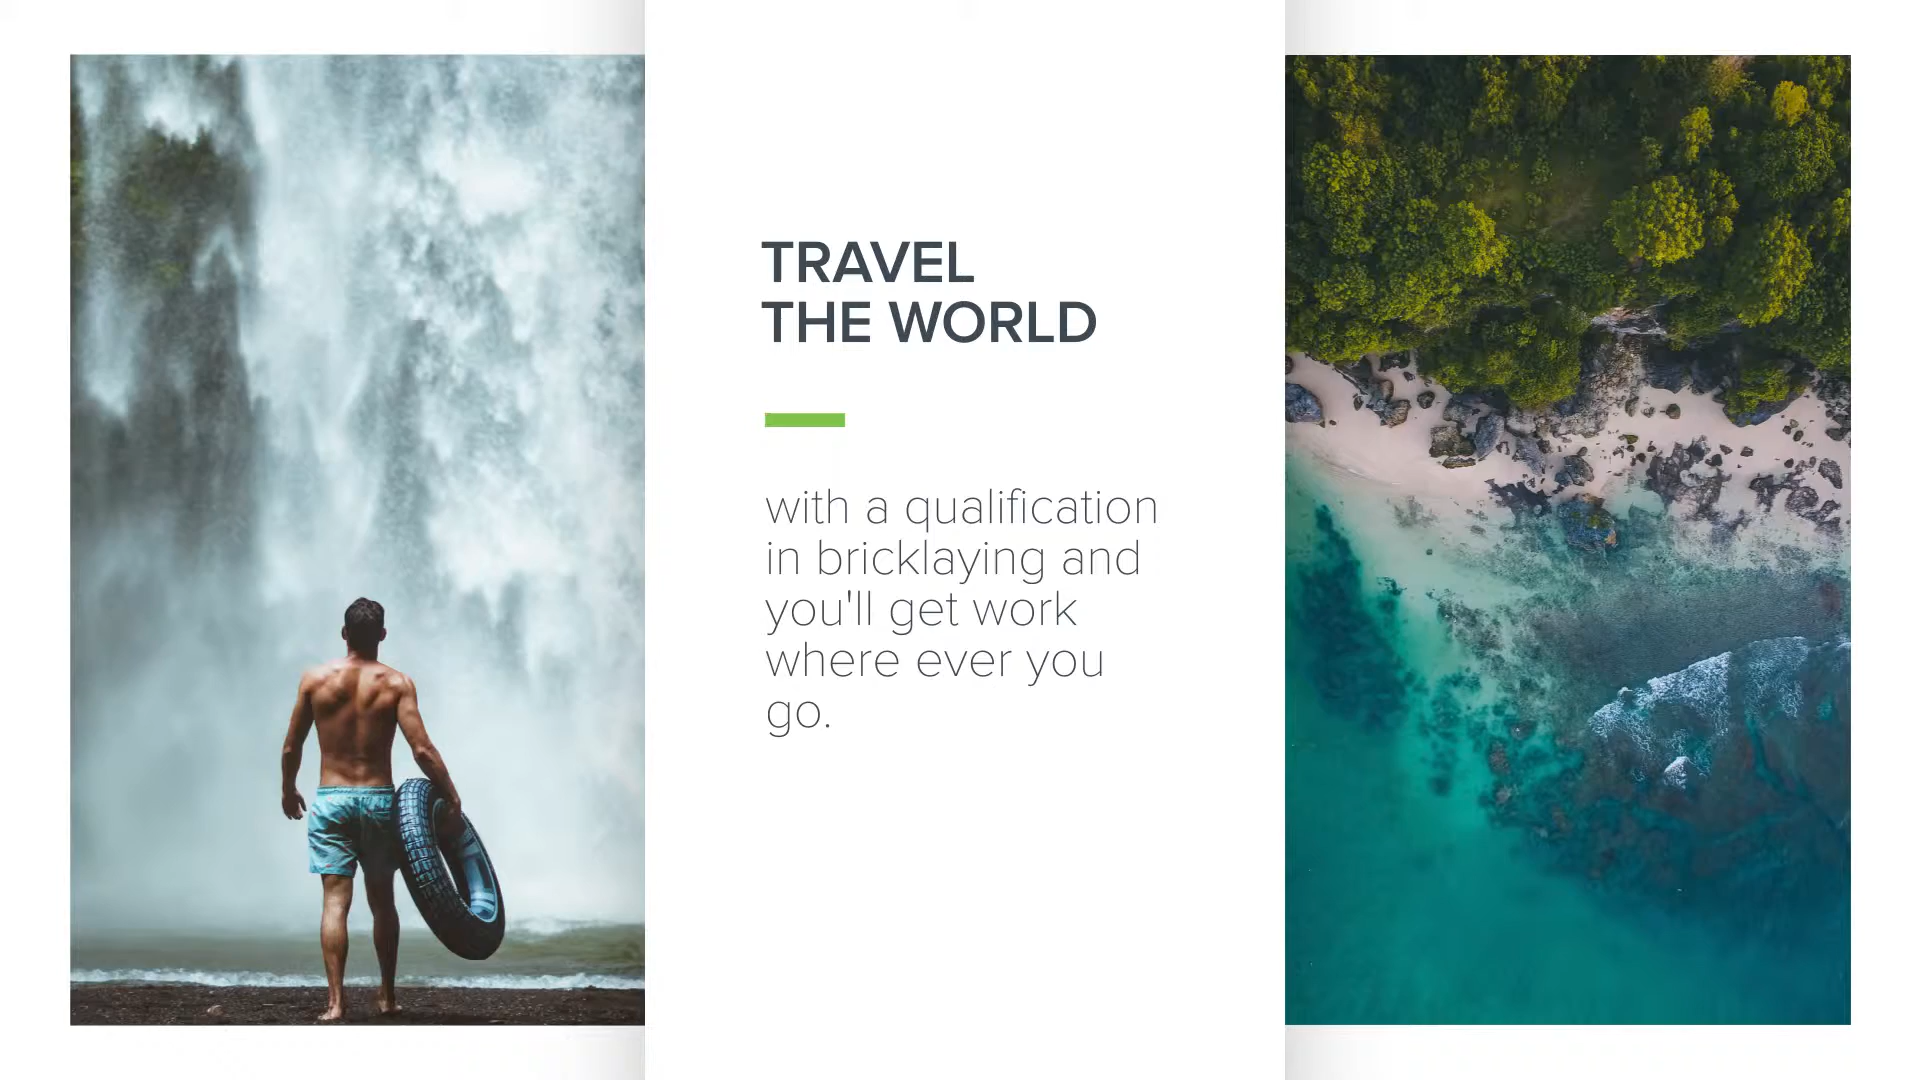 TRAVEL
THE WORLD
with a qualification
in bricklaying and
you'll get work
where ever you
go.